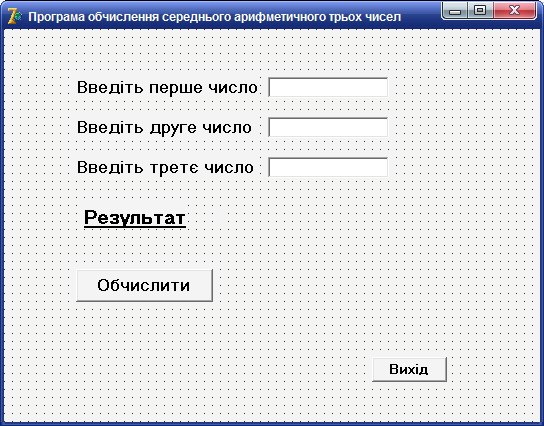 Програма обчислення середнього арифметичного трьох чисел
Введіть перше число
Введіть друге число
Введіть третє число
Результат
Обчислити
Вихід